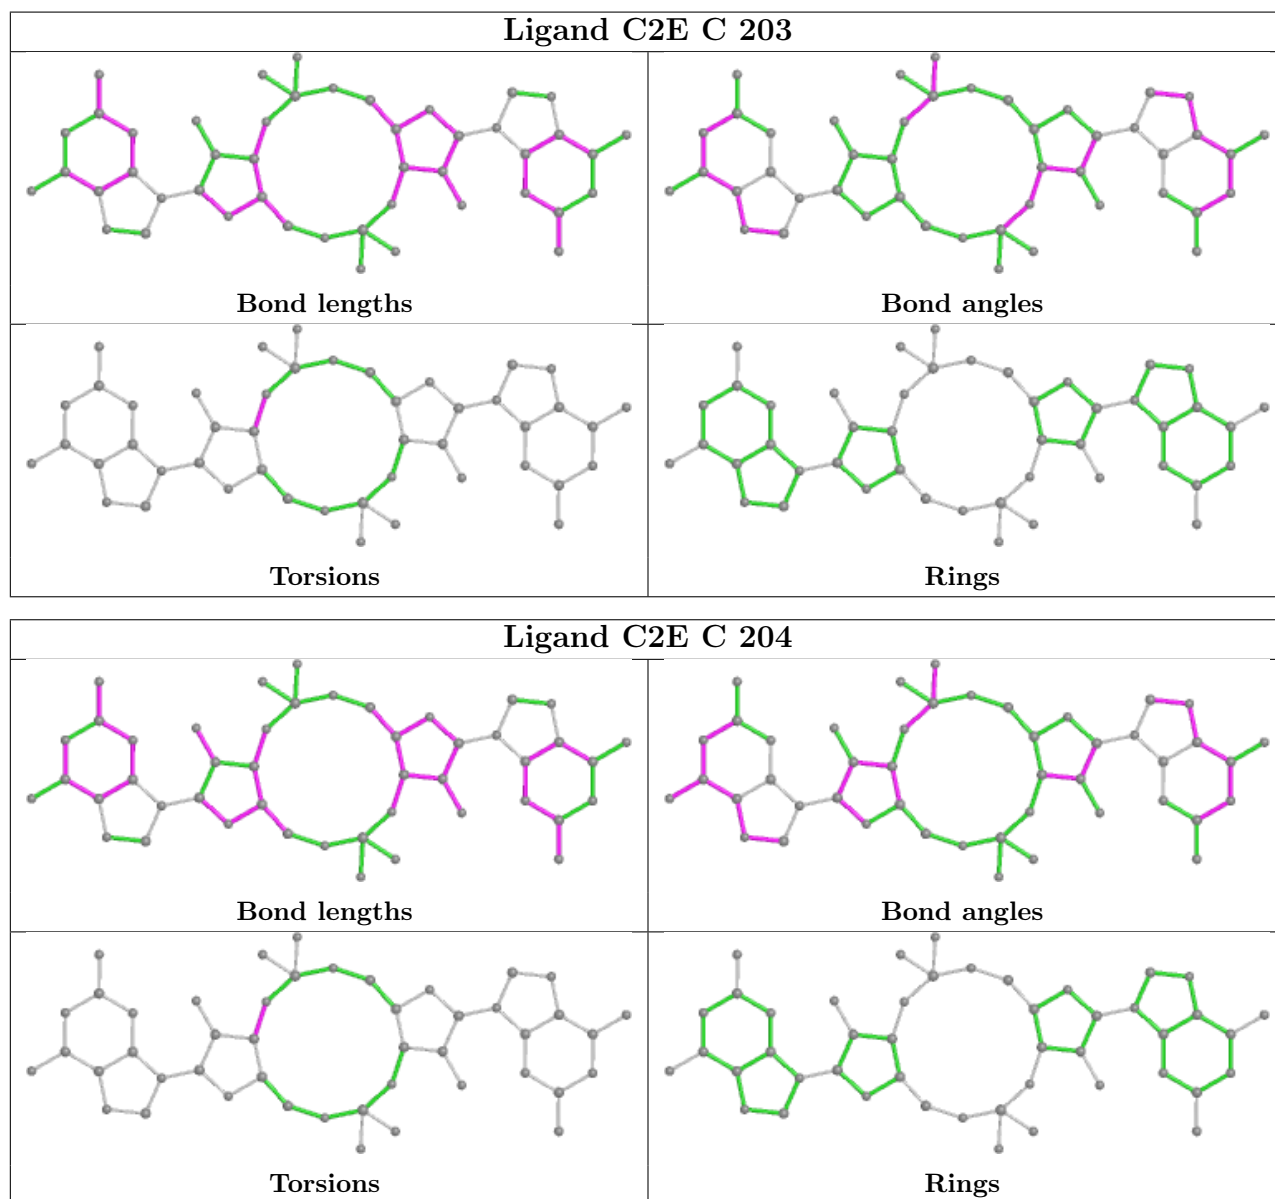 Ligand C2E C 203
Bond lengths
Bond angles
Torsions
Rings
Ligand C2E C 204
Bond lengths
Bond angles
Torsions
Rings